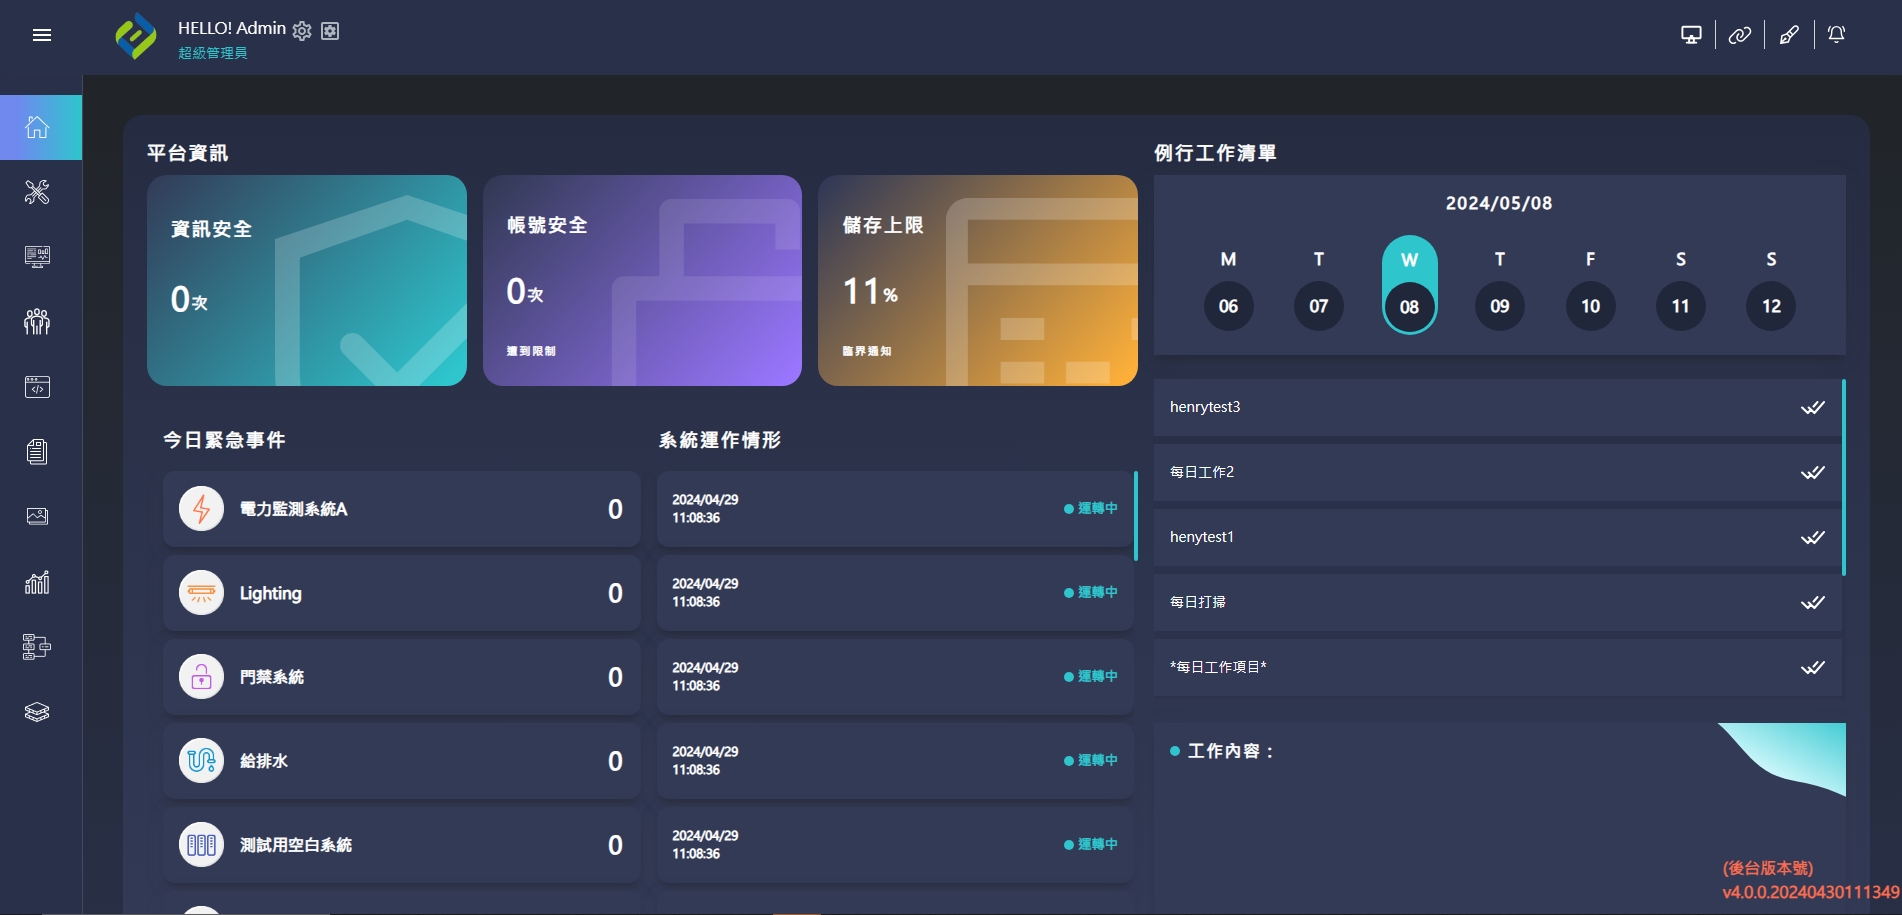 HELLO! Admin
超級管理員
平台資訊
資訊安全
0次
帳號安全
0次
遭到限制
儲存上限
11%
臨界通知
今日緊急事件
電力監測系統A 0
Lighting 0
門禁系統 0
給排水 0
測試用空白系統 0
系統運作情形
2024/04/29
11:08:36
運轉中
2024/04/29
11:08:36
運轉中
2024/04/29
11:08:36
運轉中
2024/04/29
11:08:36
運轉中
2024/04/29
11:08:36
運轉中
例行工作清單
2024/05/08
M T W T F S S
06 07 08 09 10 11 12
henrytest3
每日工作2
henytest1
每日打掃
*每日工作項目*
工作內容：
(後台版本號)
v4.0.0.20240430111349